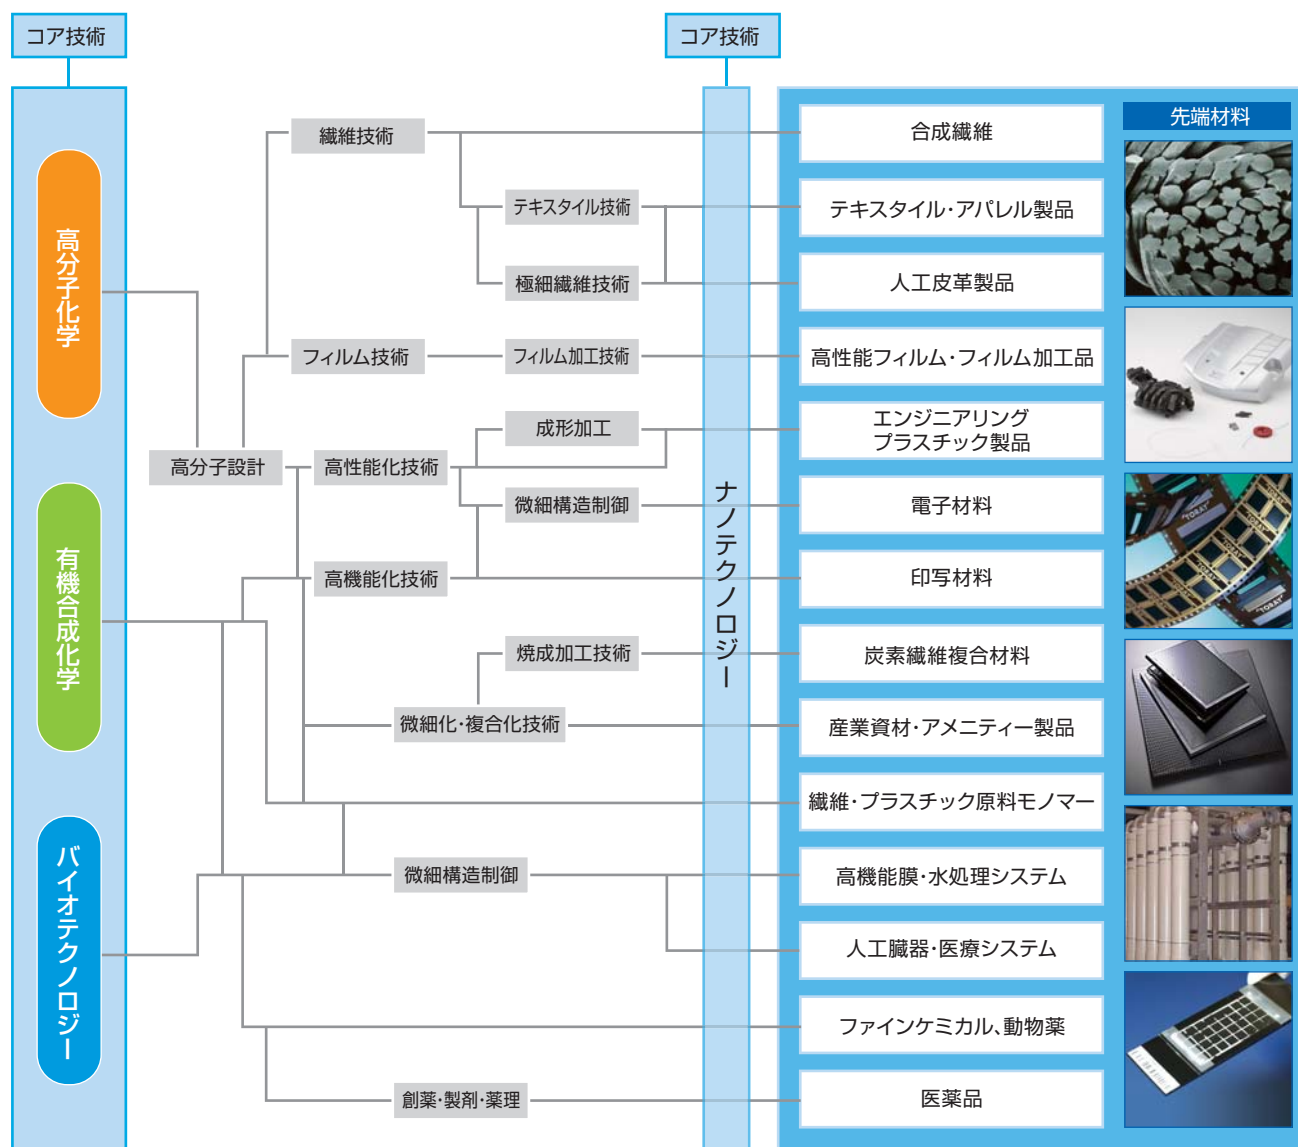 コア技術
コア技術
高分子化学
有機合成化学
バイオテクノロジー
繊維技術
テキスタイル技術
極細繊維技術
フィルム技術
フィルム加工技術
成形加工
高分子設計
高性能化技術
微細構造制御
高機能化技術
焼成加工技術
微細化・複合化技術
微細構造制御
創薬・製剤・薬理
ナノテクノロジー
合成繊維
テキスタイル・アパレル製品
人工皮革製品
高性能フィルム・フィルム加工品
エンジニアリング
プラスチック製品
電子材料
印写材料
炭素繊維複合材料
産業資材・アメニティー製品
繊維・プラスチック原料モノマー
高機能膜・水処理システム
人工臓器・医療システム
ファインケミカル、動物薬
医薬品
先端材料
"TORAY"
"TORAY"
"TORAY"
"TORAY"